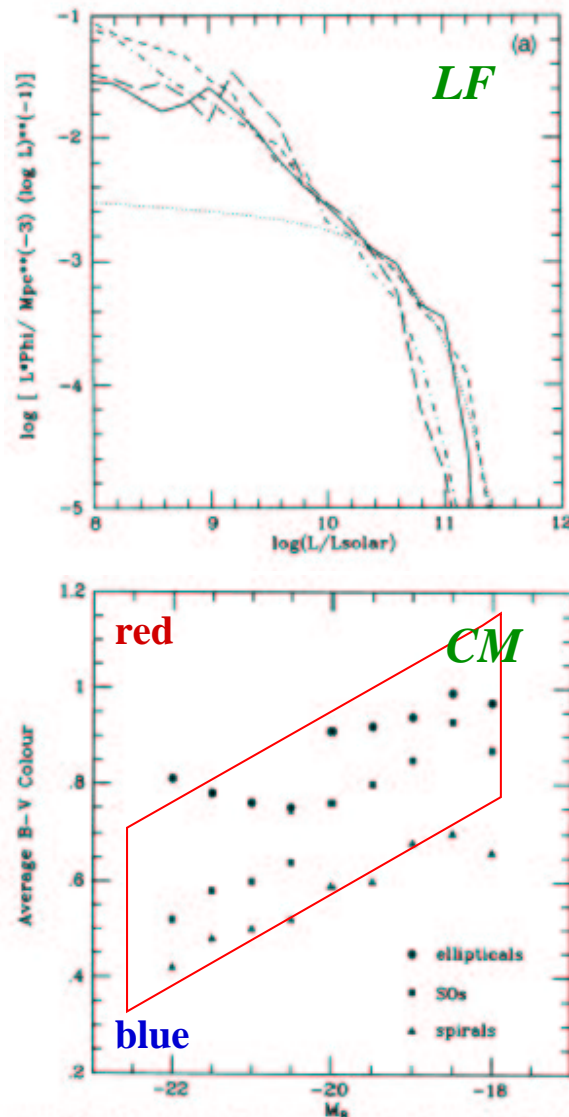 (a)
LF
log [ L*Phi/ Mpc**(-3) (log L)**(-1)]
-1
-2
-3
-4
-5
8
9
10
11
12
log(L/Lsolar)
red
CM
Average B-V Colour
1.2
1
.8
.6
.4
.2
ellipticals
SOs
spirals
blue
-22
-20
-18
M_B